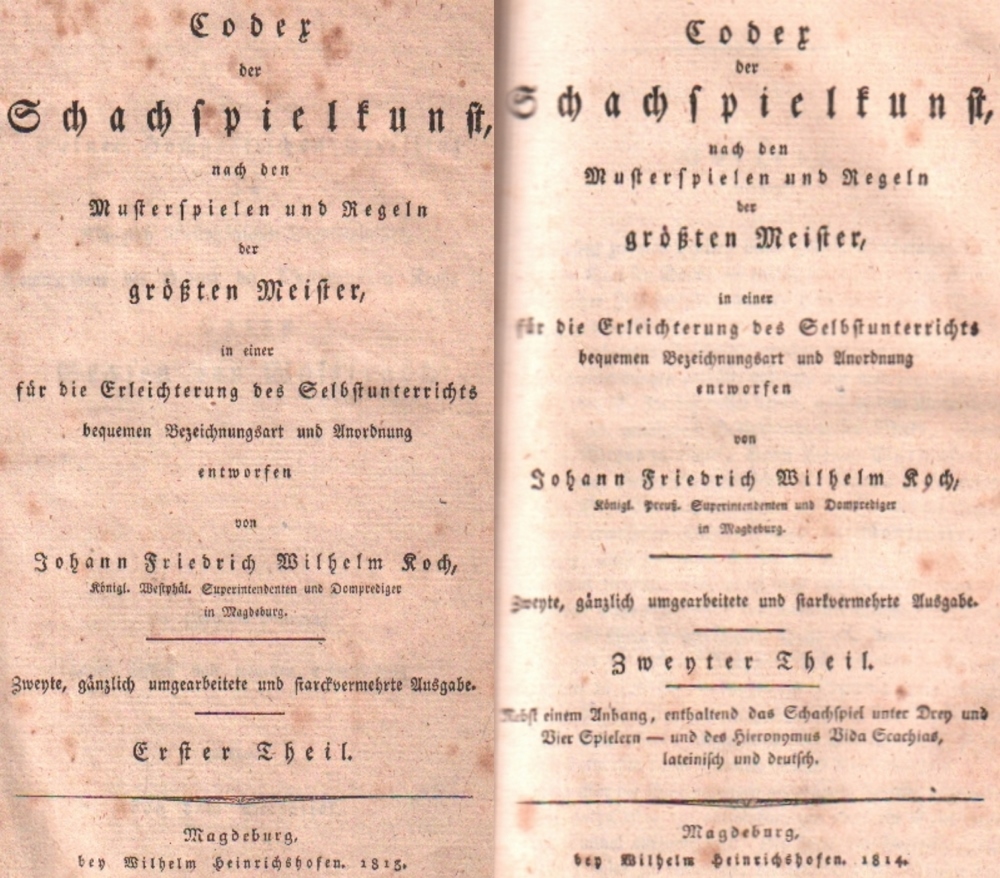 Codex
der
Schachspielkunst,
nach den
Musterspielen und Regeln
der
größten Meister,
in einer
für die Erleichterung des Selbstunterrichts
bequemen Bezeichnungsart und Anordnung
entworfen
von
Johann Friedrich Wilhelm Koch,
Königl. Westphäl. Superintendenten und Domprediger
in Magdeburg.
Zweyte, gänzlich umgearbeitete und starckvermehrte Ausgabe.
Erster Theil.
Magdeburg,
bey Wilhelm Heinrichshofen. 1813.
Codex
der
Schachspielkunst,
nach den
Musterspielen und Regeln
der
größten Meister,
in einer
für die Erleichterung des Selbstunterrichts
bequemen Bezeichnungsart und Anordnung
entworfen
von
Johann Friedrich Wilhelm Koch,
Königl. Preuß. Superintendenten und Domprediger
in Magdeburg.
Zweyte, gänzlich umgearbeitete und starkvermehrte Ausgabe.
Zweyter Theil.
Nebst einem Anhang, enthaltend das Schachspiel unter Drey und
Vier Spielern — und des Hieronymus Vida Scachias,
lateinisch und deutsch.
Magdeburg,
bey Wilhelm Heinrichshofen. 1814.